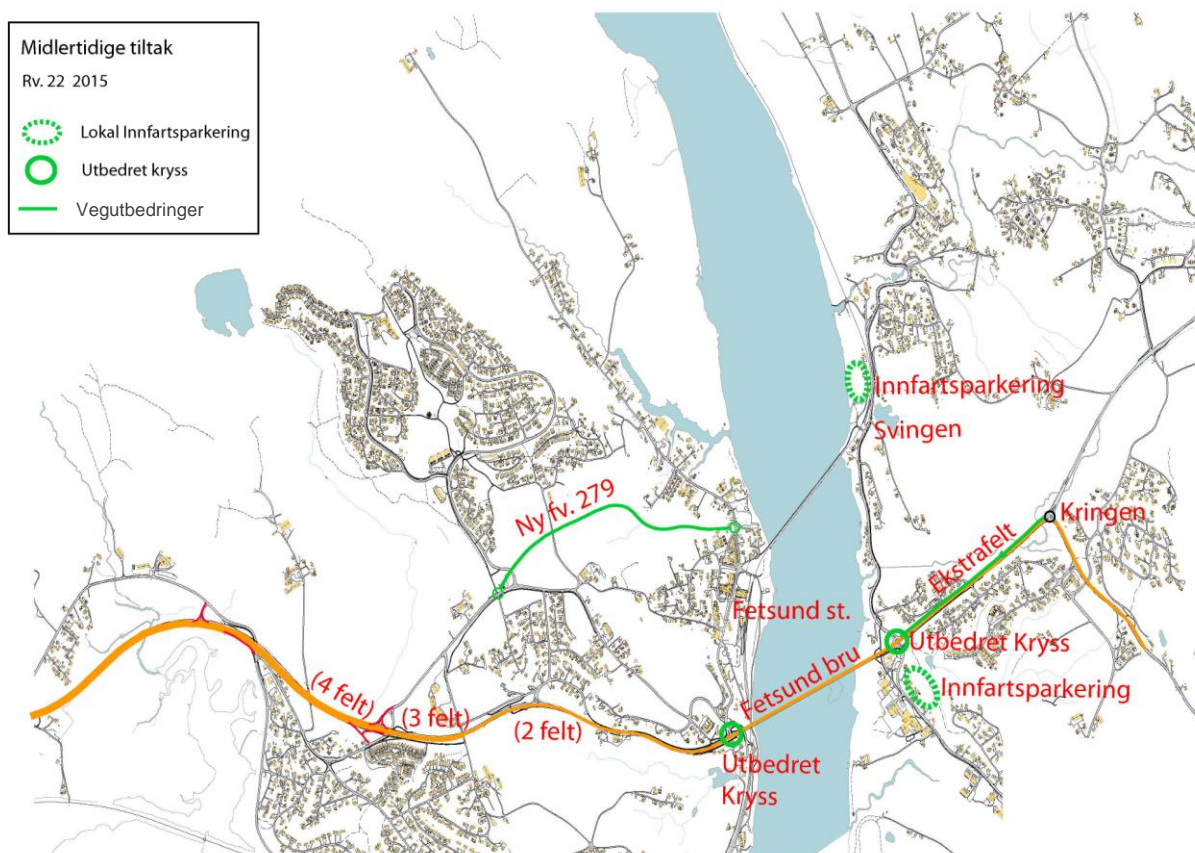 Midlertidige tiltak
Rv. 22 2015
Lokal Innfartsparkering
Utbedret kryss
Vegutbedringer
Innfartsparkering
Svingen
Ny fv. 279
Kringen
Ekstrafelt
Fetsund st.
Utbedret Kryss
Fetsund bru
Innfartsparkering
(4 felt)
(3 felt)
(2 felt)
Utbedret
Kryss